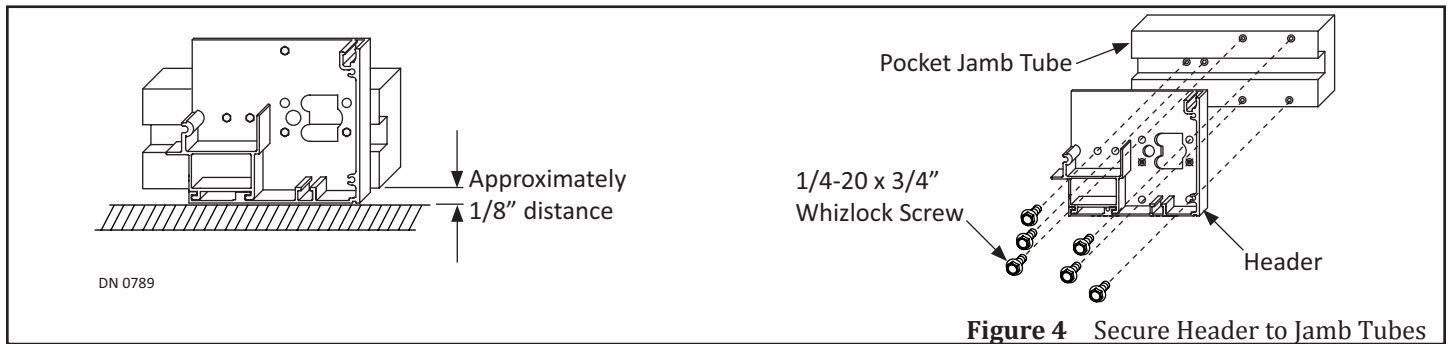 Approximately
1/8” distance
DN 0789
Pocket Jamb Tube
1/4-20 x 3/4”
Whizlock Screw
Header
Figure 4 Secure Header to Jamb Tubes